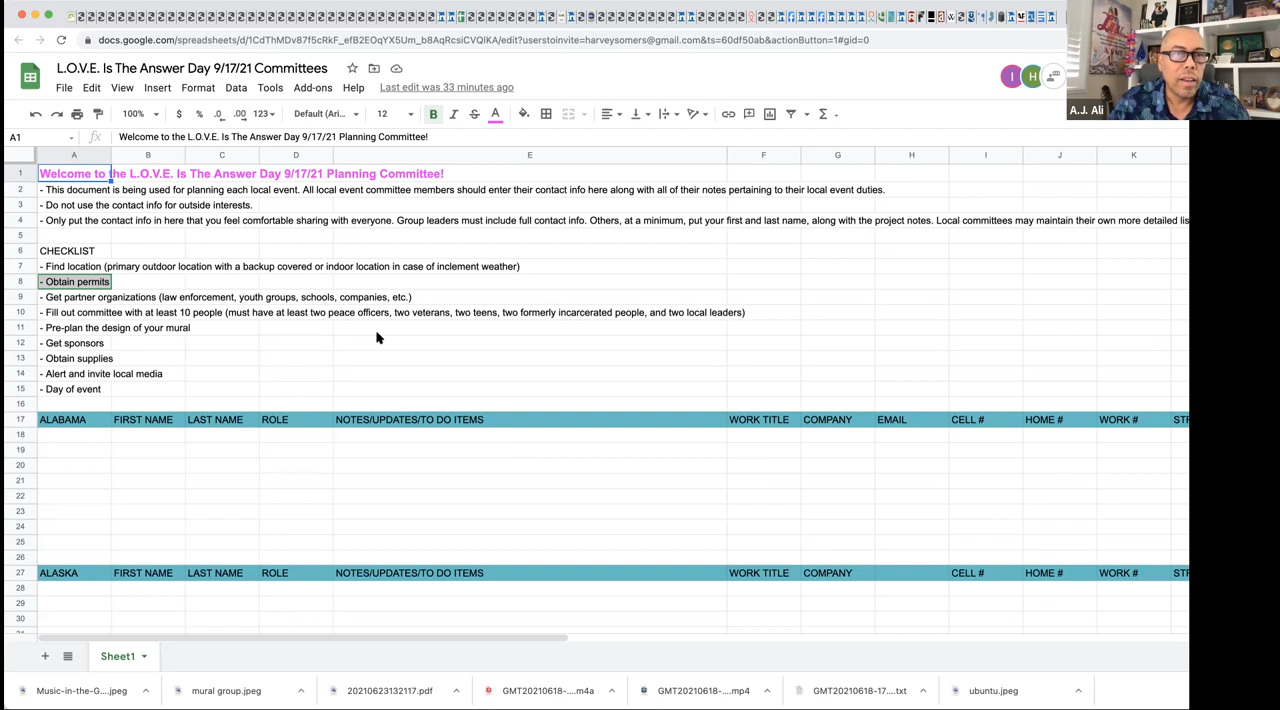 docs.google.com/spreadsheets/d/1CdThMDv87f5cRkF_efB2EOqYX5Um_b8AqRcsiCVQlKA/edit?userstoinvite=harveysomers@gmail.com&ts=60df50ab&actionButton=1#gid=0
L.O.V.E. Is The Answer Day 9/17/21 Committees
I H
File Edit View Insert Format Data Tools Add-ons Help Last edit was 33 minutes ago
A.J. Ali
100% $ % .0 .00 123 Default (Ari... 12 B I S A
A1 fx Welcome to the L.O.V.E. Is The Answer Day 9/17/21 Planning Committee!
A B C D E F G H I J K
1 Welcome to the L.O.V.E. Is The Answer Day 9/17/21 Planning Committee!
2 - This document is being used for planning each local event. All local event committee members should enter their contact info here along with all of their notes pertaining to their local event duties.
3 - Do not use the contact info for outside interests.
4 - Only put the contact info in here that you feel comfortable sharing with everyone. Group leaders must include full contact info. Others, at a minimum, put your first and last name, along with the project notes. Local committees may maintain their own more detailed lis
5
6 CHECKLIST
7 - Find location (primary outdoor location with a backup covered or indoor location in case of inclement weather)
8 - Obtain permits
9 - Get partner organizations (law enforcement, youth groups, schools, companies, etc.)
10 - Fill out committee with at least 10 people (must have at least two peace officers, two veterans, two teens, two formerly incarcerated people, and two local leaders)
11 - Pre-plan the design of your mural
12 - Get sponsors
13 - Obtain supplies
14 - Alert and invite local media
15 - Day of event
16
17 ALABAMA FIRST NAME LAST NAME ROLE NOTES/UPDATES/TO DO ITEMS WORK TITLE COMPANY EMAIL CELL # HOME # WORK # STR
18
19
20
21
22
23
24
25
26
27 ALASKA FIRST NAME LAST NAME ROLE NOTES/UPDATES/TO DO ITEMS WORK TITLE COMPANY CELL # HOME # WORK # STR
28
29
30
Sheet1
Music-in-the-G....jpeg mural group.jpeg 20210623132117.pdf GMT20210618-....m4a GMT20210618-....mp4 GMT20210618-17....txt ubuntu.jpeg